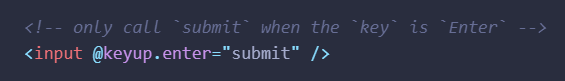 <!-- only call `submit` when the `key` is `Enter` -->
<input @keyup.enter="submit" />